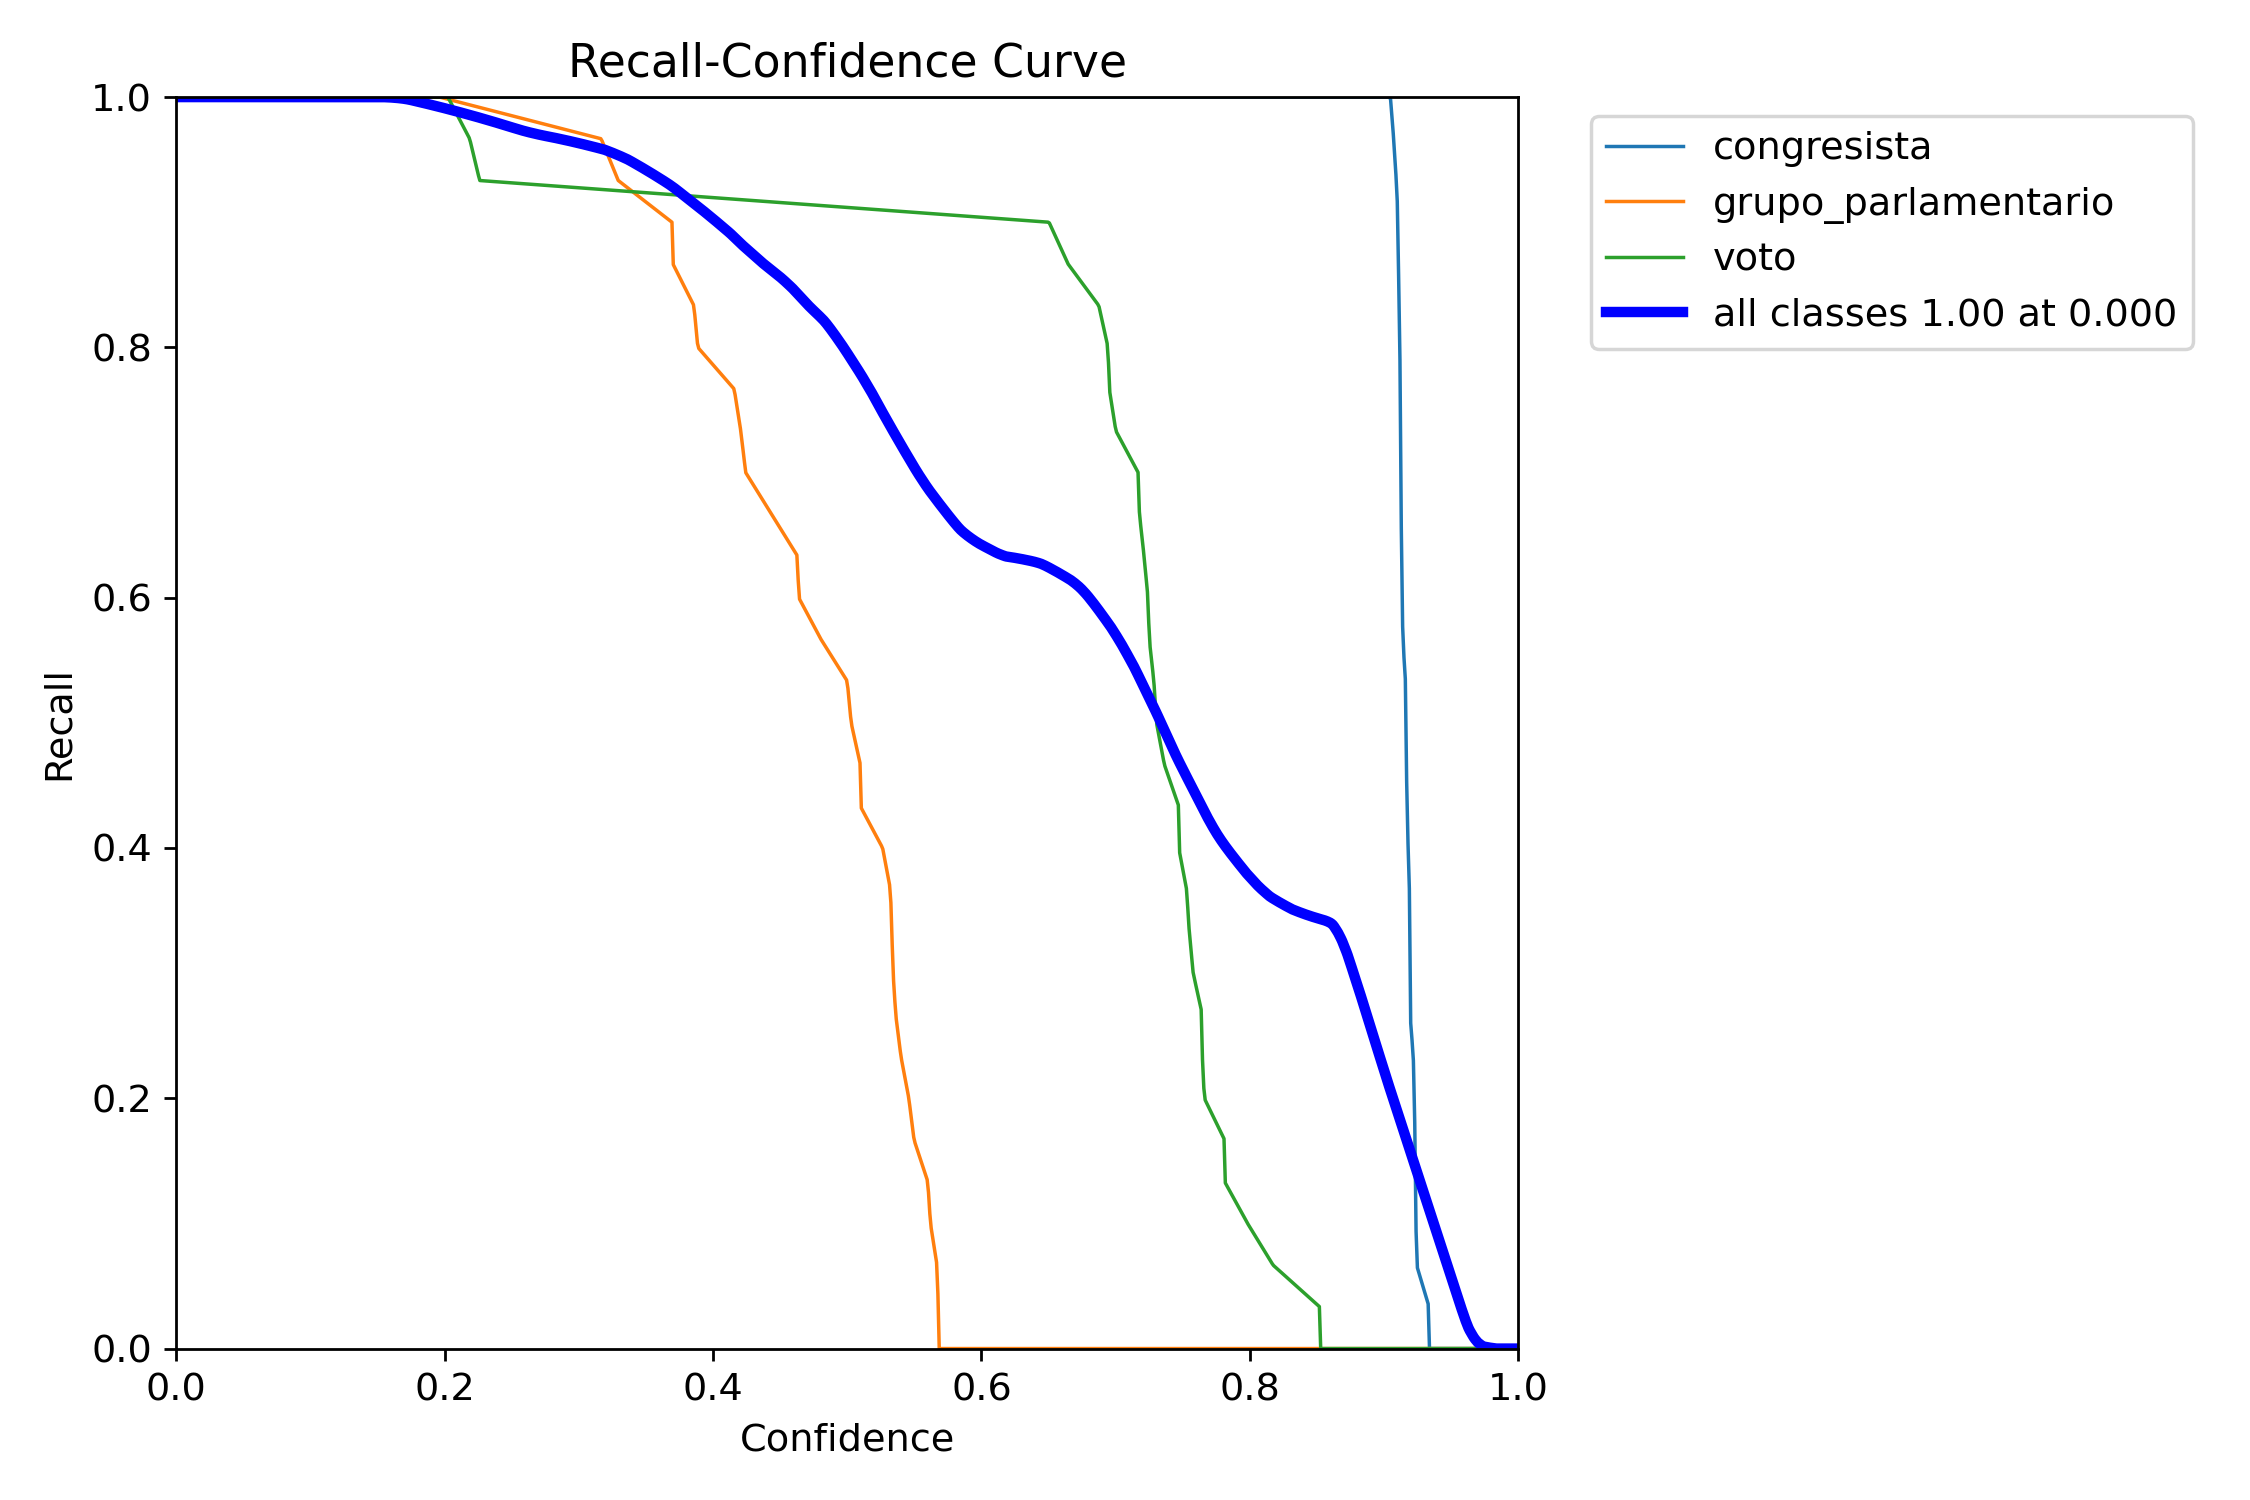 Recall-Confidence Curve
1.0
0.8
0.6
0.4
0.2
0.0
Recall
0.0 0.2 0.4 0.6 0.8 1.0
Confidence
congresista
grupo_parlamentario
voto
all classes 1.00 at 0.000